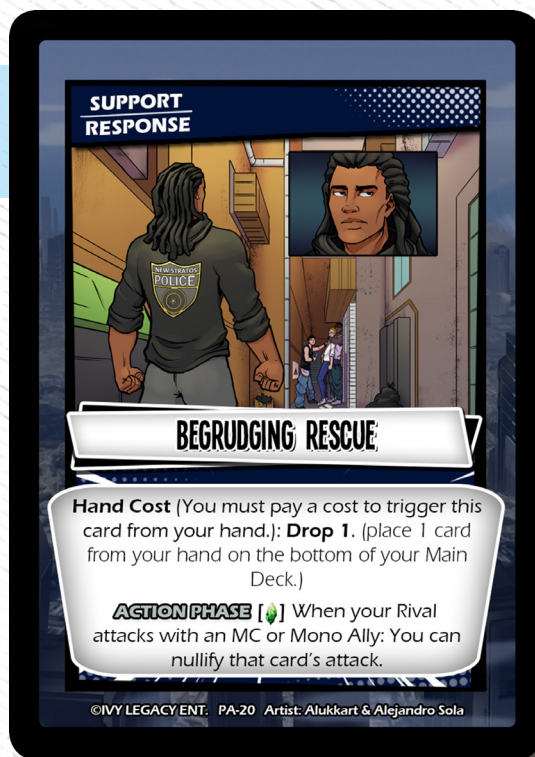 SUPPORT
RESPONSE
NEW STRATOS
POLICE
BEGRUDGING RESCUE
Hand Cost (You must pay a cost to trigger this
card from your hand.): Drop 1. (place 1 card
from your hand on the bottom of your Main
Deck.)
ACTION PHASE [] When your Rival
attacks with an MC or Mono Ally: You can
nullify that card's attack.
©IVY LEGACY ENT. PA-20 Artist: Alukkart & Alejandro Sola